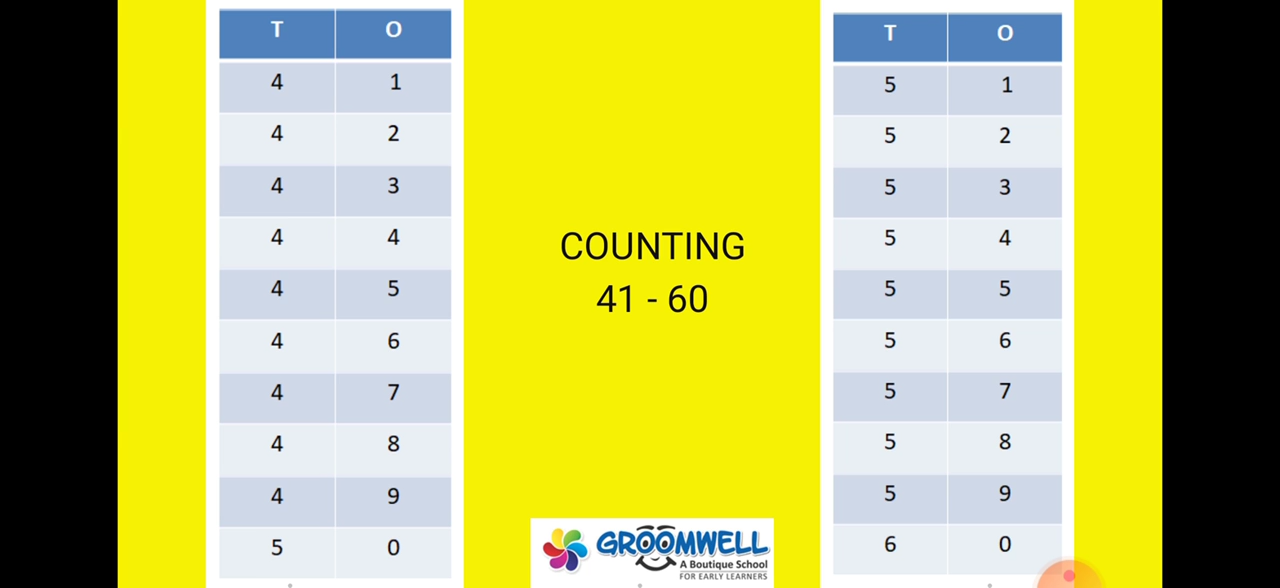 T O
4 1
4 2
4 3
4 4
4 5
4 6
4 7
4 8
4 9
5 0
COUNTING
41 - 60
GROOMWELL
A Boutique School
FOR EARLY LEARNERS
T O
5 1
5 2
5 3
5 4
5 5
5 6
5 7
5 8
5 9
6 0